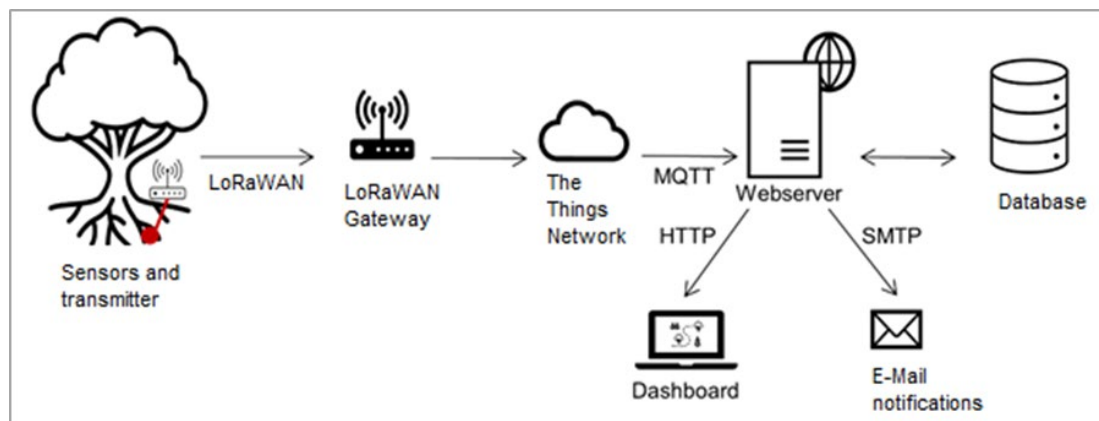 LoRaWAN
Sensors and
transmitter
LoRaWAN
Gateway
The
Things
Network
MQTT
Webserver
Database
HTTP
SMTP
Dashboard
E-Mail
notifications